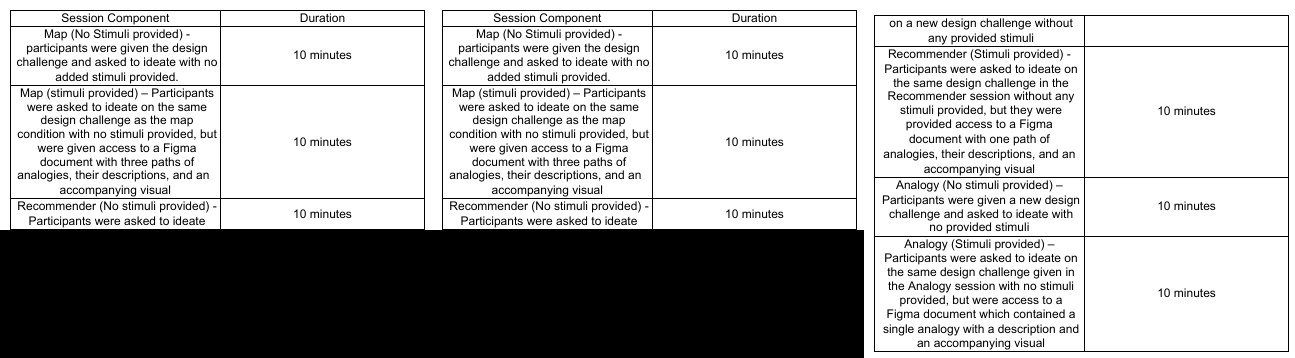 Session Component Duration
Map (No Stimuli provided) -
participants were given the design
challenge and asked to ideate with no
added stimuli provided.
10 minutes
Map (stimuli provided) – Participants
were asked to ideate on the same
design challenge as the map
condition with no stimuli provided, but
were given access to a Figma
document with three paths of
analogies, their descriptions, and an
accompanying visual
10 minutes
Recommender (No stimuli provided) -
Participants were asked to ideate
10 minutes
Session Component Duration
Map (No Stimuli provided) -
participants were given the design
challenge and asked to ideate with no
added stimuli provided.
10 minutes
Map (stimuli provided) – Participants
were asked to ideate on the same
design challenge as the map
condition with no stimuli provided, but
were given access to a Figma
document with three paths of
analogies, their descriptions, and an
accompanying visual
10 minutes
Recommender (No stimuli provided) -
Participants were asked to ideate
10 minutes
on a new design challenge without
any provided stimuli
Recommender (Stimuli provided) -
Participants were asked to ideate on
the same design challenge in the
Recommender session without any
stimuli provided, but they were
provided access to a Figma
document with one path of
analogies, their descriptions, and an
accompanying visual
10 minutes
Analogy (No stimuli provided) –
Participants were given a new design
challenge and asked to ideate with
no provided stimuli
10 minutes
Analogy (Stimuli provided) –
Participants were asked to ideate on
the same design challenge given in
the Analogy session with no stimuli
provided, but were access to a
Figma document which contained a
single analogy with a description and
an accompanying visual
10 minutes